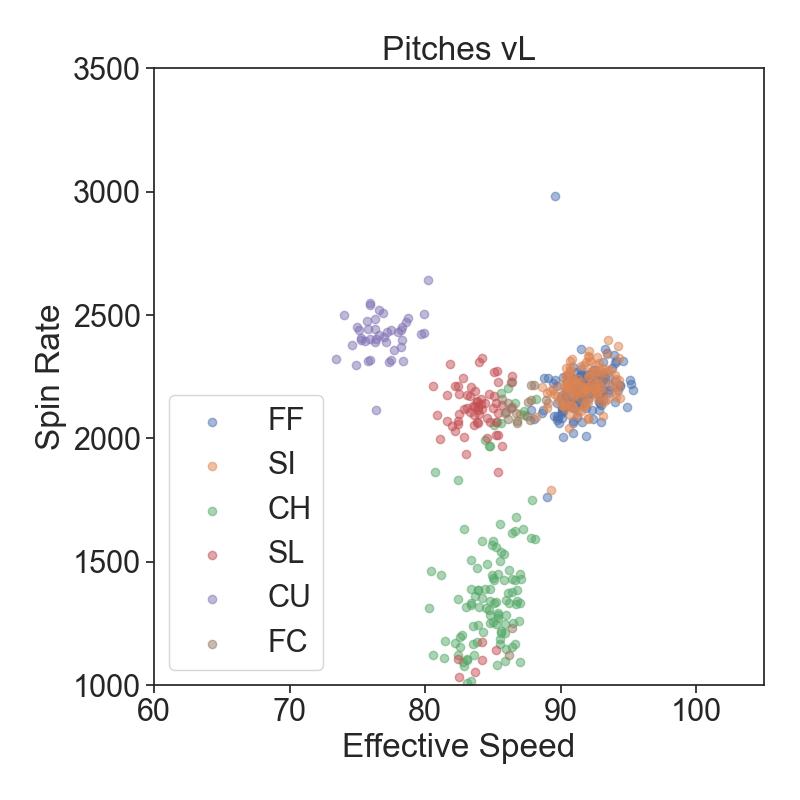 Pitches vL
3500
3000
2500
2000
1500
1000
Spin Rate
FF
SI
CH
SL
CU
FC
60 70 80 90 100
Effective Speed